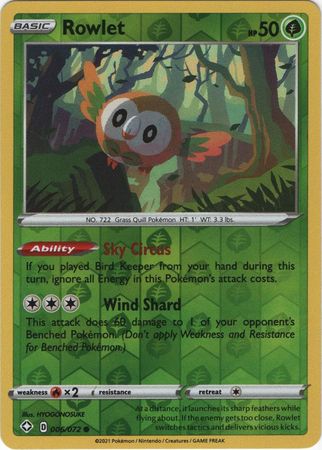 BASIC Rowlet HP 50
NO. 722 Grass Quill Pokémon HT: 1' WT: 3.3 lbs.
Ability Sky Circus
If you played Bird Keeper from your hand during this
turn, ignore all Energy in this Pokémon's attack costs.
Wind Shard
This attack does 60 damage to 1 of your opponent's
Benched Pokémon. (Don't apply Weakness and Resistance
for Benched Pokémon.)
weakness ×2 resistance retreat
illus. HYOGONOSUKE
D 006/072
At a distance, it launches its sharp feathers while
flying about. If the enemy gets too close, Rowlet
switches tactics and delivers vicious kicks.
©2021 Pokémon / Nintendo / Creatures / GAME FREAK